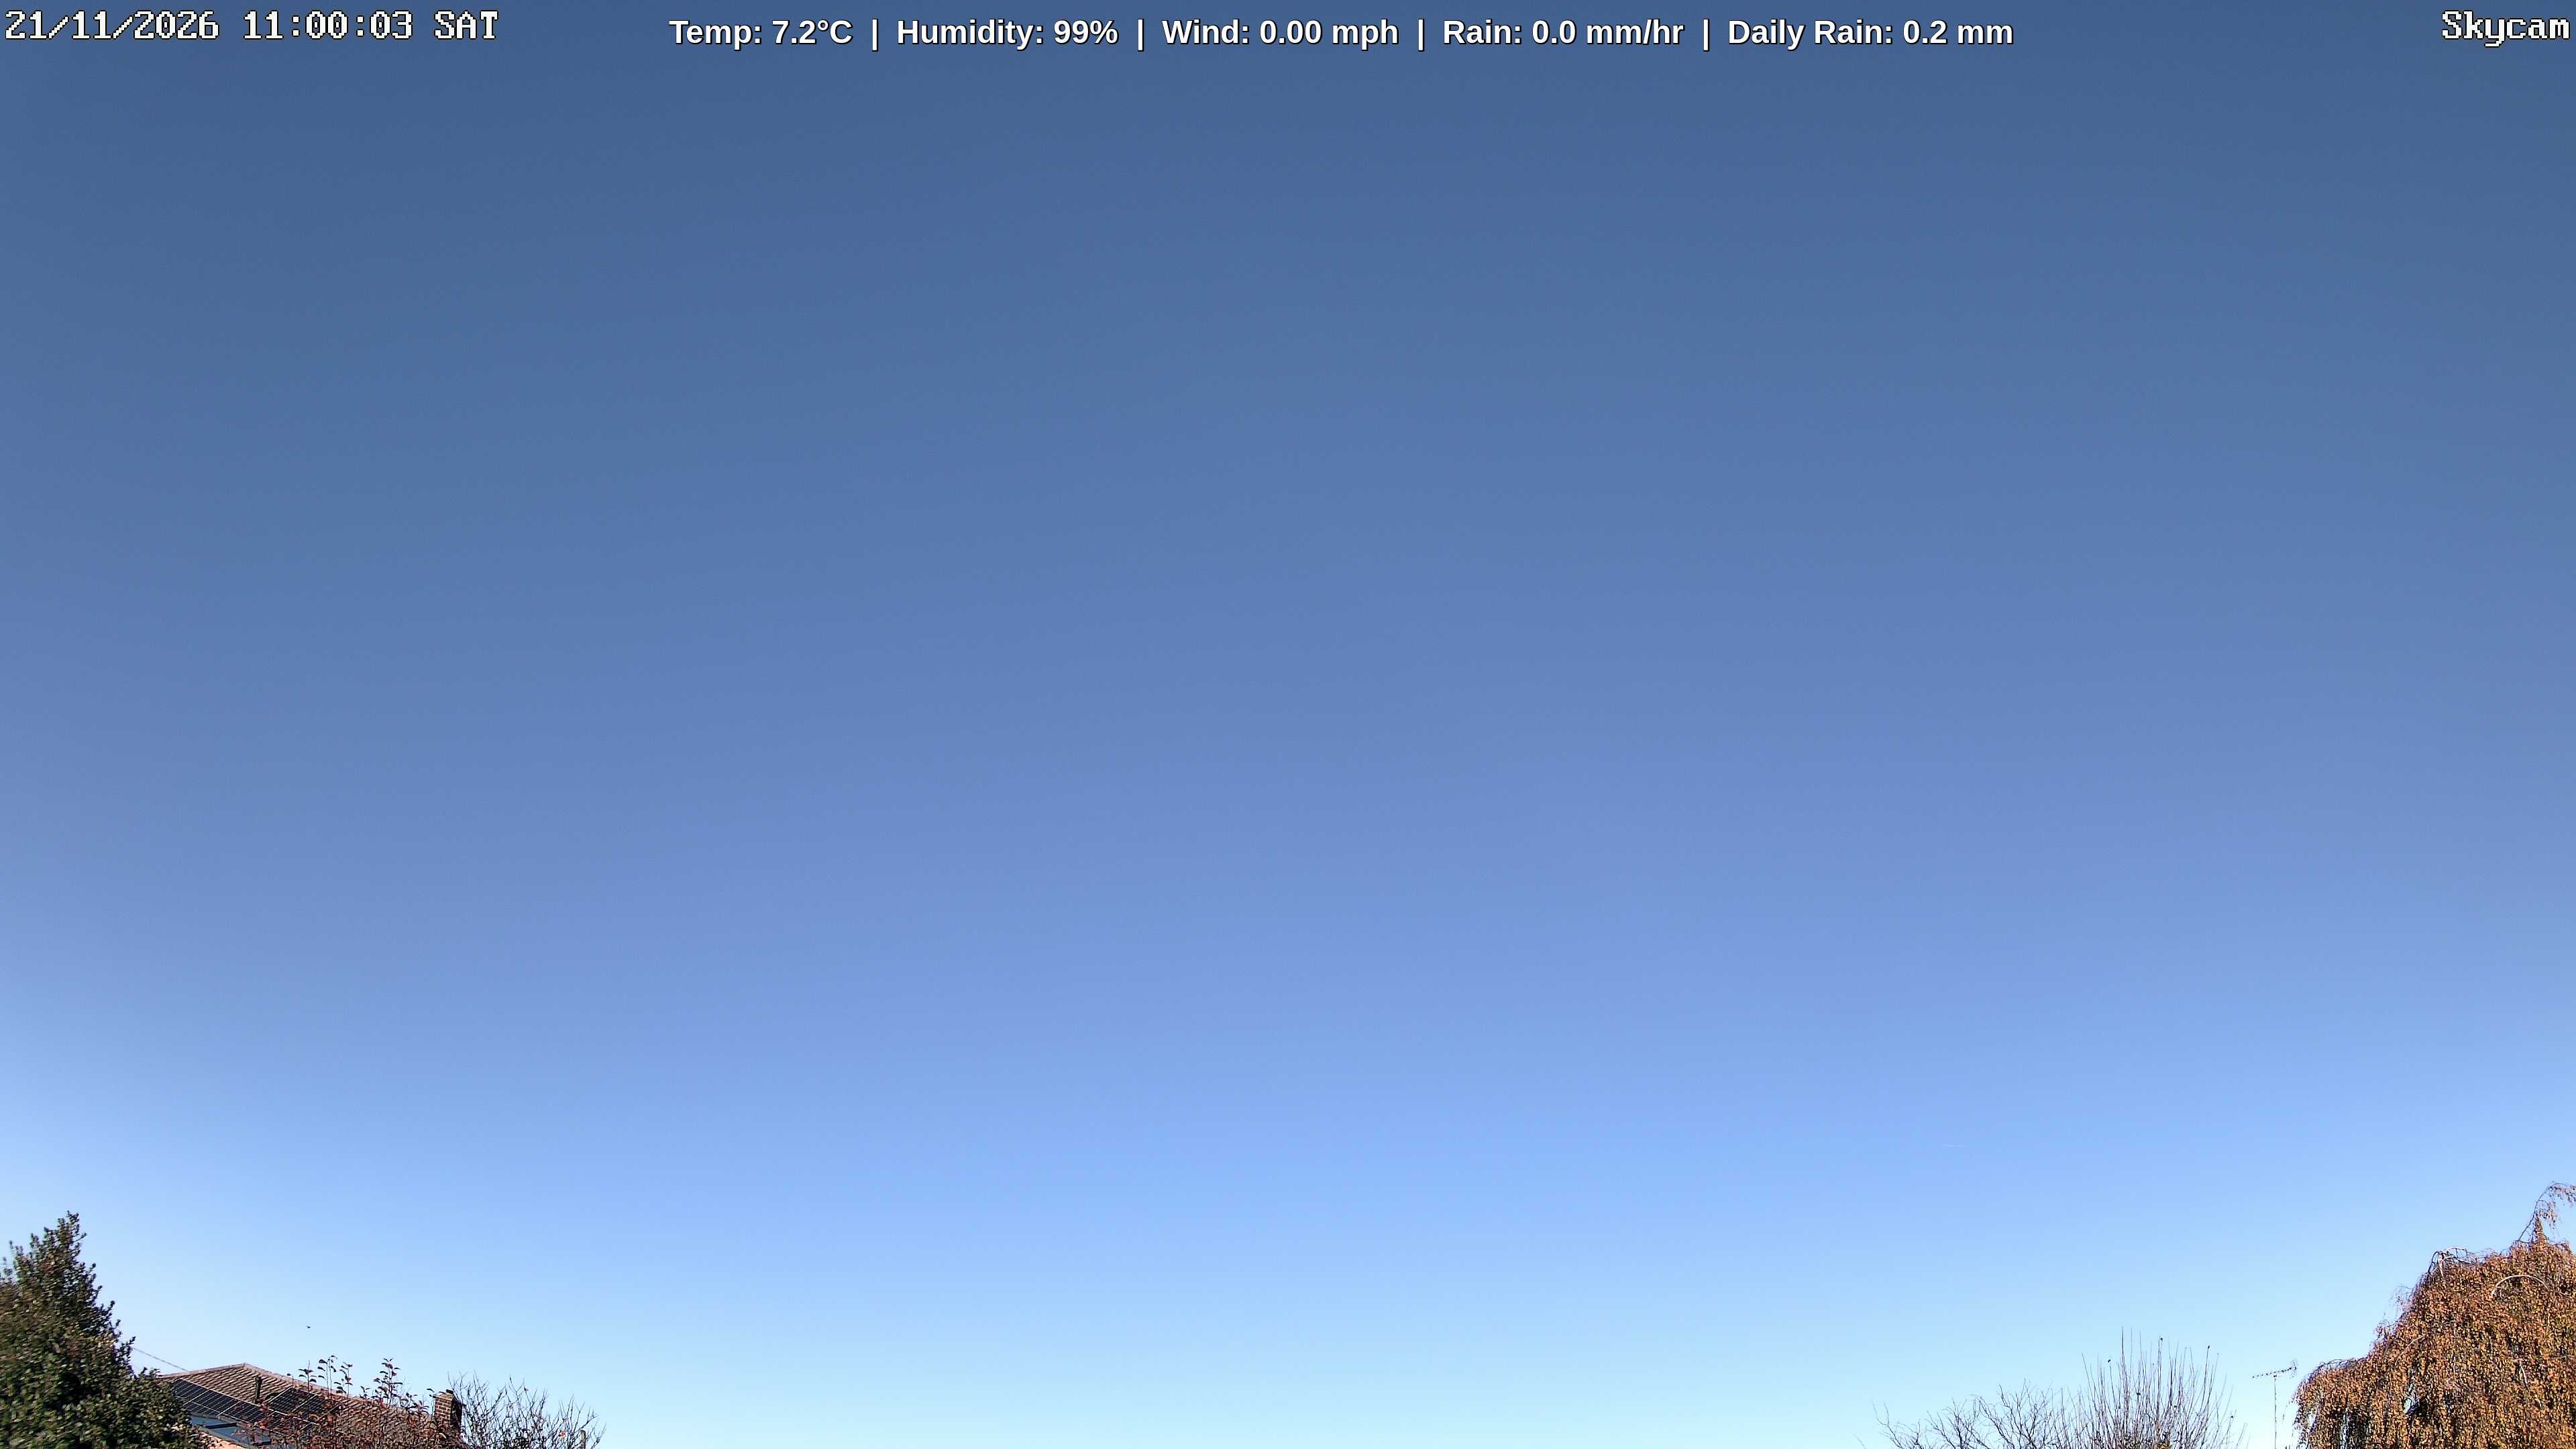 21/11/2026 11:00:03 SAT
Temp: 7.2°C | Humidity: 99% | Wind: 0.00 mph | Rain: 0.0 mm/hr | Daily Rain: 0.2 mm
Skycam